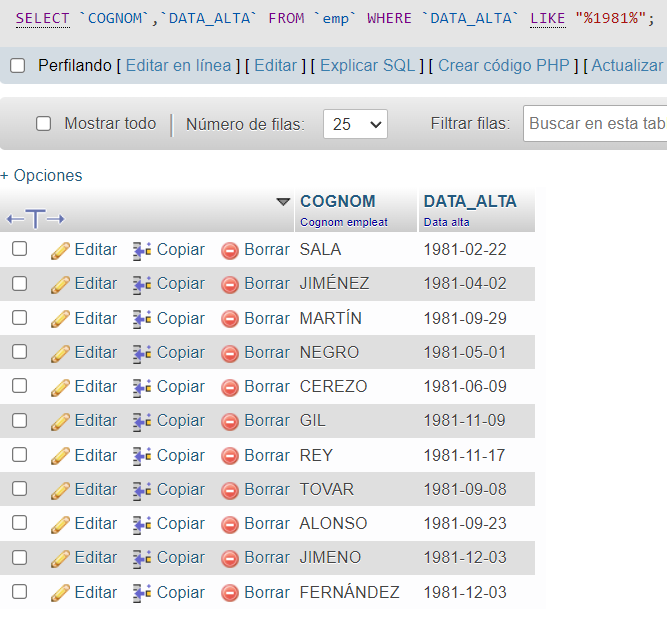 SELECT `COGNOM`,`DATA_ALTA` FROM `emp` WHERE `DATA_ALTA` LIKE "%1981%";
Perfilando [ Editar en línea ] [ Editar ] [ Explicar SQL ] [ Crear código PHP ] [ Actualizar
Mostrar todo | Número de filas: 25 Filtrar filas: Buscar en esta tab
+ Opciones
←T→ COGNOM DATA_ALTA
Cognom empleat Data alta
Editar Copiar Borrar SALA 1981-02-22
Editar Copiar Borrar JIMÉNEZ 1981-04-02
Editar Copiar Borrar MARTÍN 1981-09-29
Editar Copiar Borrar NEGRO 1981-05-01
Editar Copiar Borrar CEREZO 1981-06-09
Editar Copiar Borrar GIL 1981-11-09
Editar Copiar Borrar REY 1981-11-17
Editar Copiar Borrar TOVAR 1981-09-08
Editar Copiar Borrar ALONSO 1981-09-23
Editar Copiar Borrar JIMENO 1981-12-03
Editar Copiar Borrar FERNÁNDEZ 1981-12-03